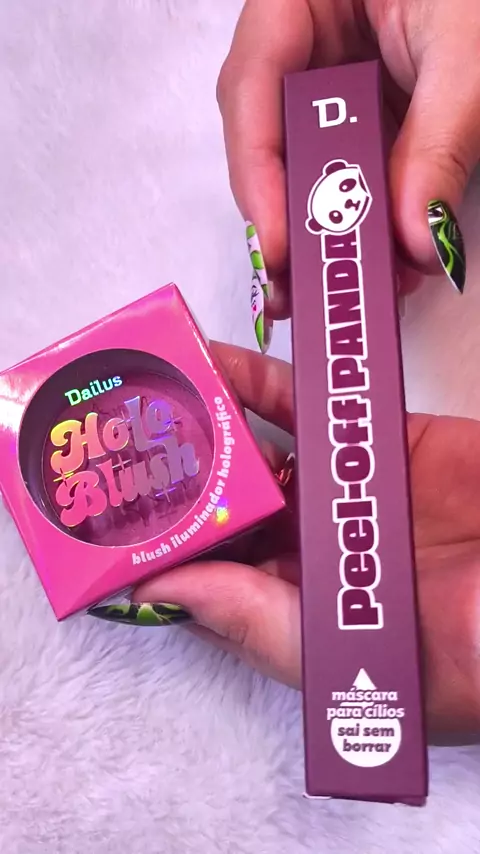 D.
Peel-Off PANDA
máscara
para cílios
sai sem
borrar
Dailus
Holo
Blush
blush iluminador holográfico